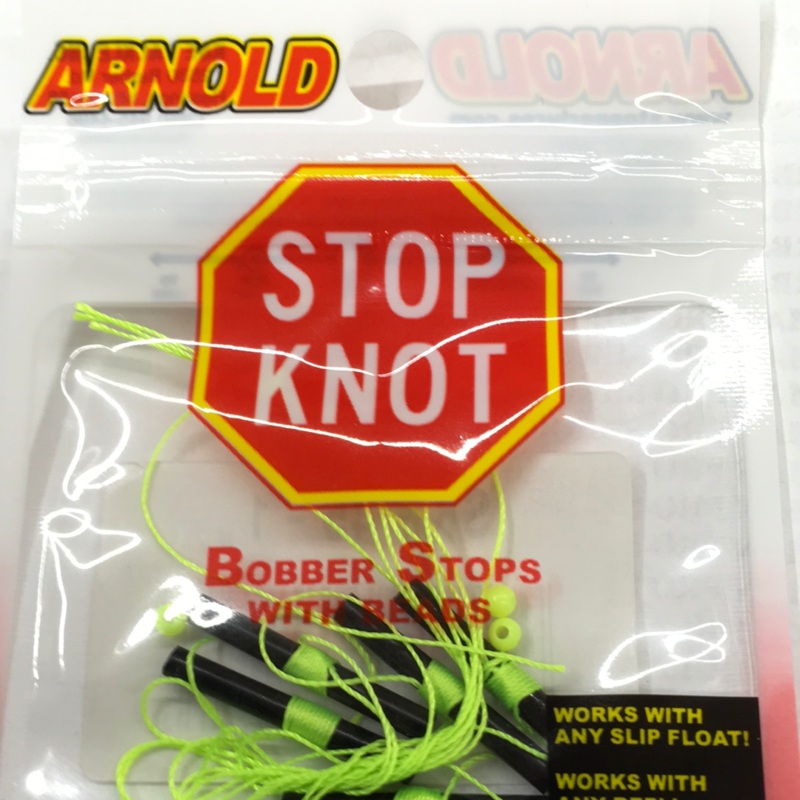 ARNOLD
STOP
KNOT
BOBBER STOPS
WITH BEADS
WORKS WITH
ANY SLIP FLOAT!
WORKS WITH